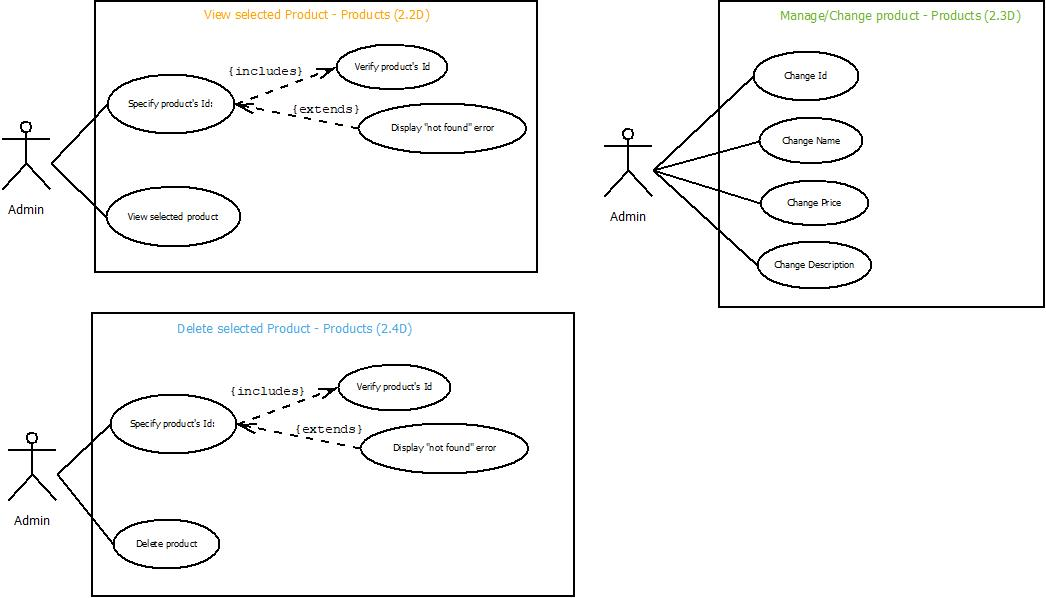 View selected Product - Products (2.2D)
{includes}
Verify product's Id
Specify product's Id:
{extends}
Display "not found" error
Admin
View selected product
Manage/Change product - Products (2.3D)
Change Id
Change Name
Change Price
Admin
Change Description
Delete selected Product - Products (2.4D)
{includes}
Verify product's Id
Specify product's Id:
{extends}
Display "not found" error
Admin
Delete product